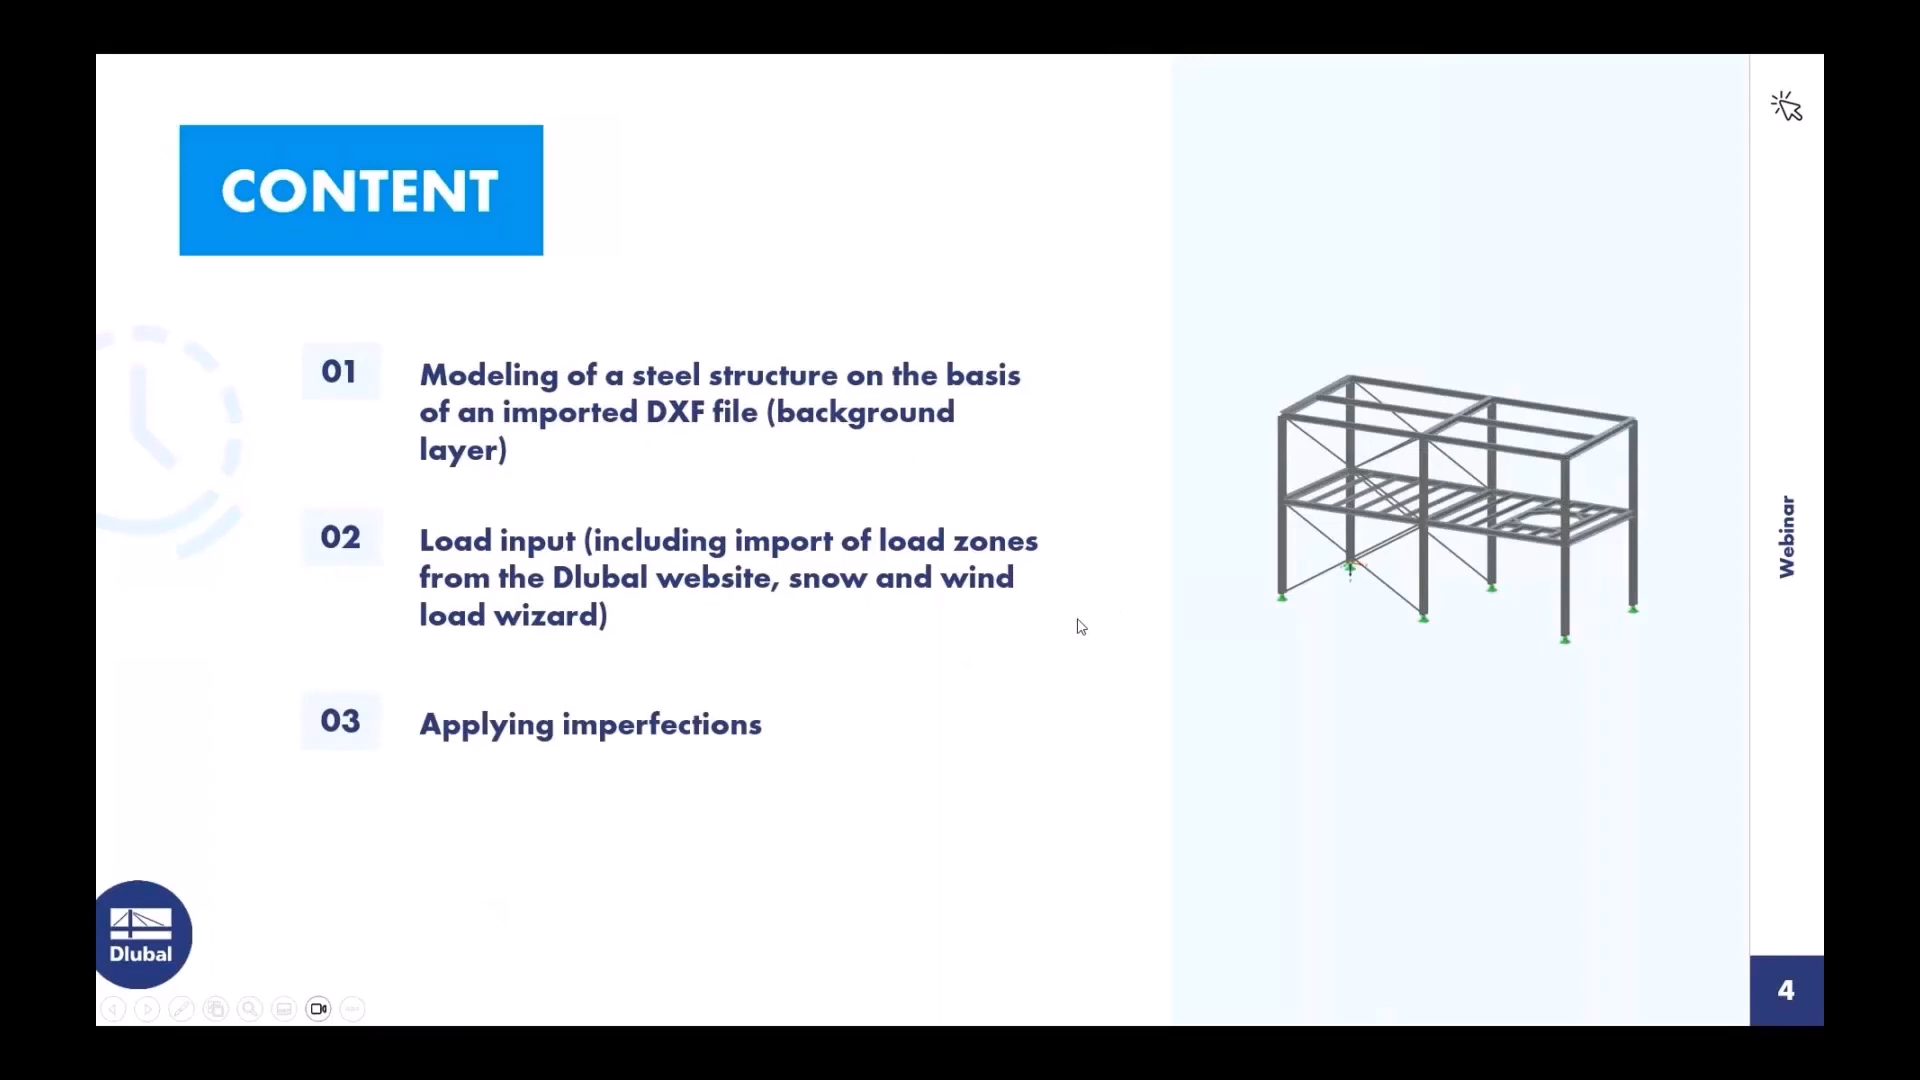 CONTENT
01
Modeling of a steel structure on the basis
of an imported DXF file (background
layer)
02
Load input (including import of load zones
from the Dlubal website, snow and wind
load wizard)
03
Applying imperfections
Webinar
Dlubal
4